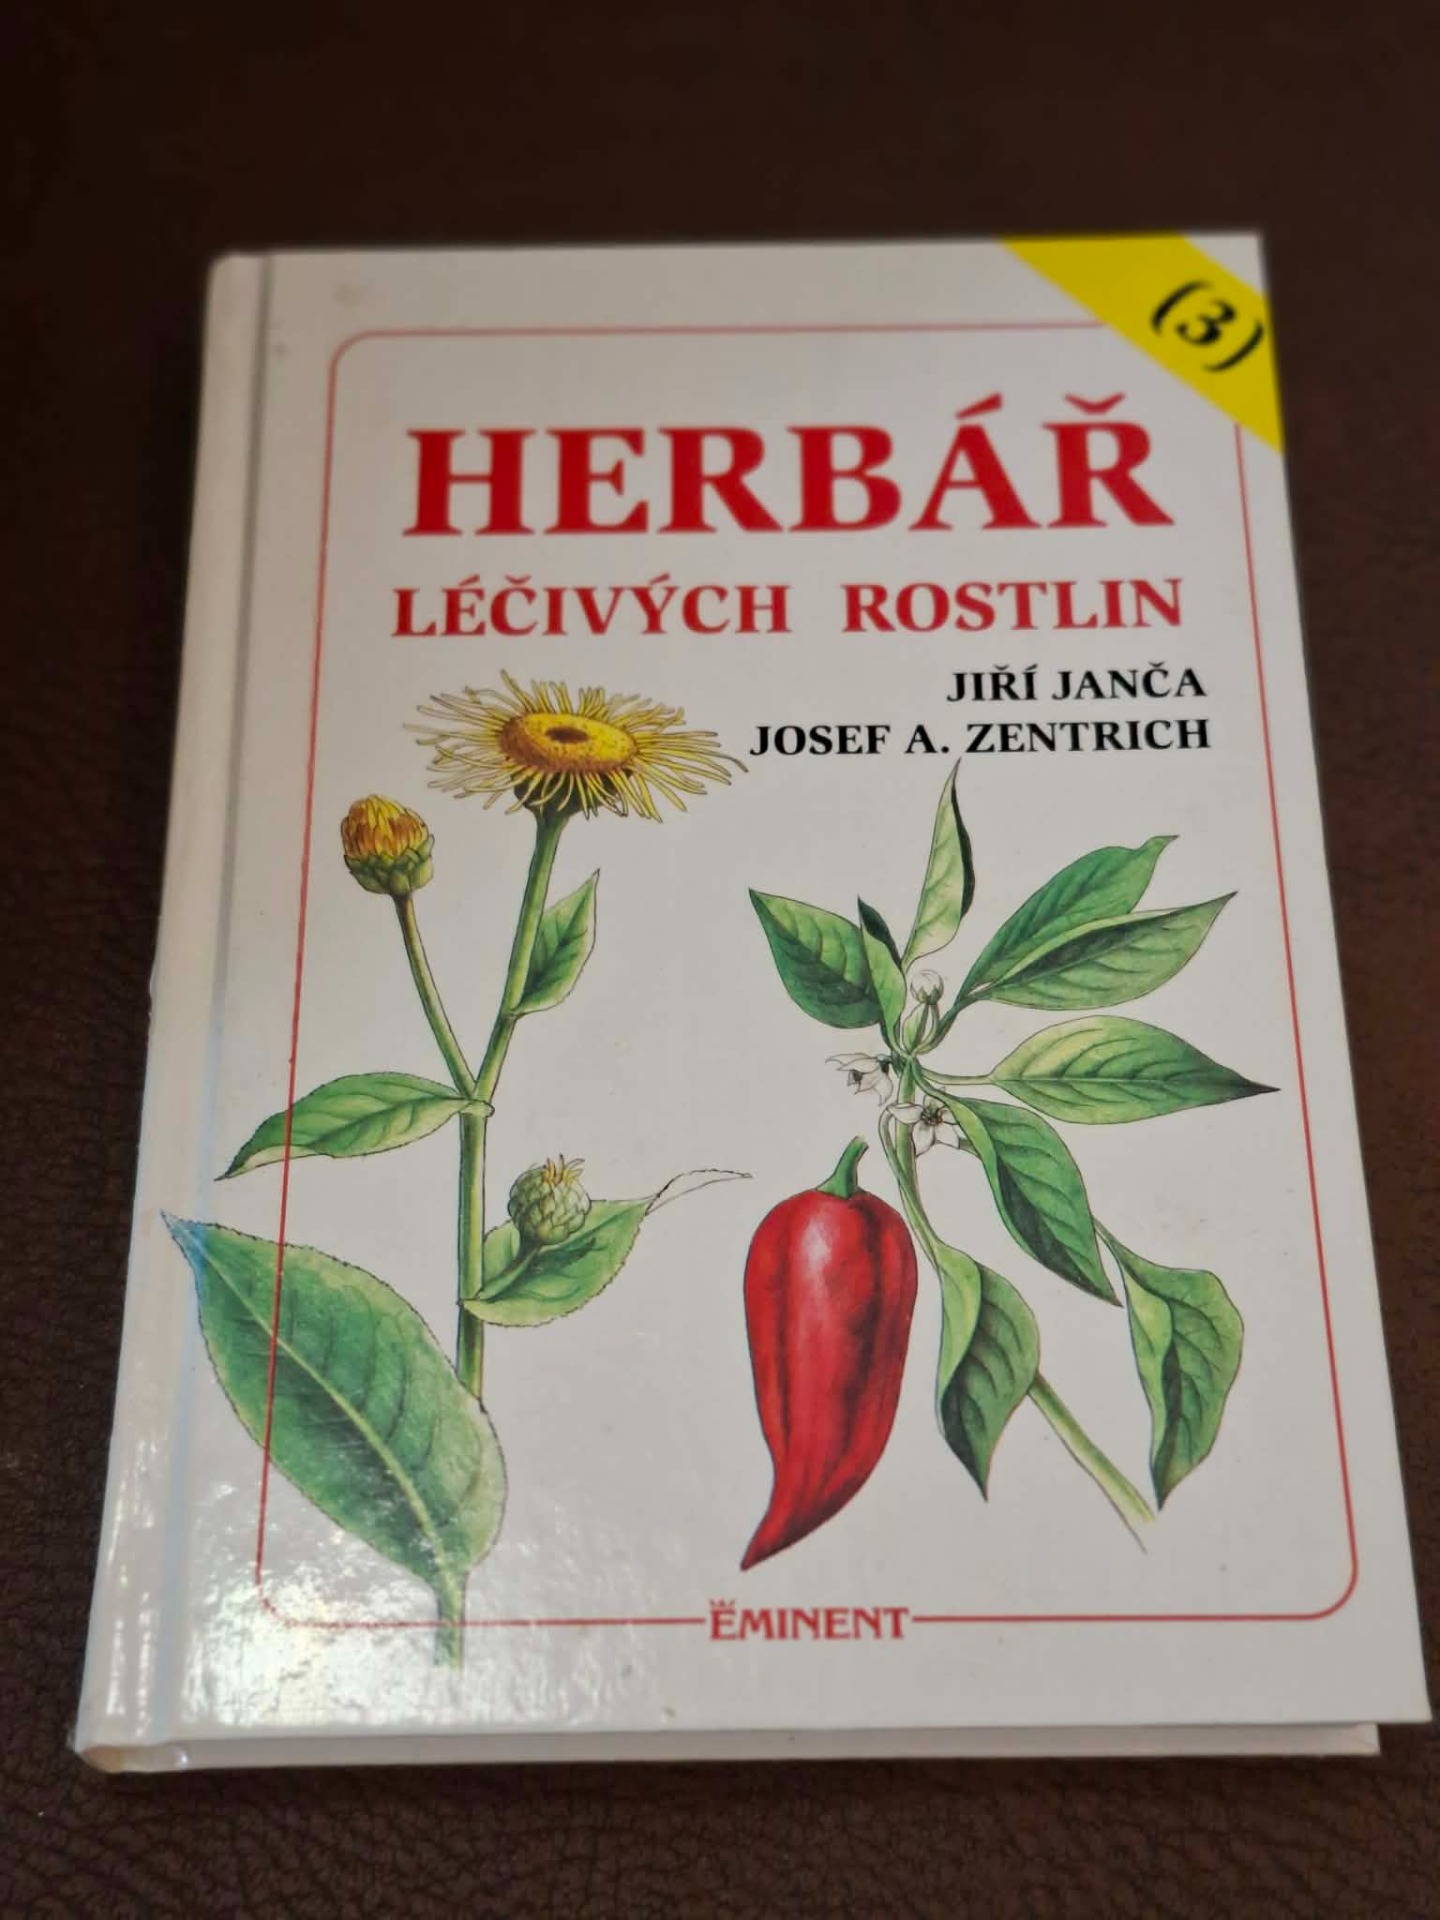 (3)
HERBÁŘ
LÉČIVÝCH ROSTLIN
JIŘÍ JANČA
JOSEF A. ZENTRICH
EMINENT